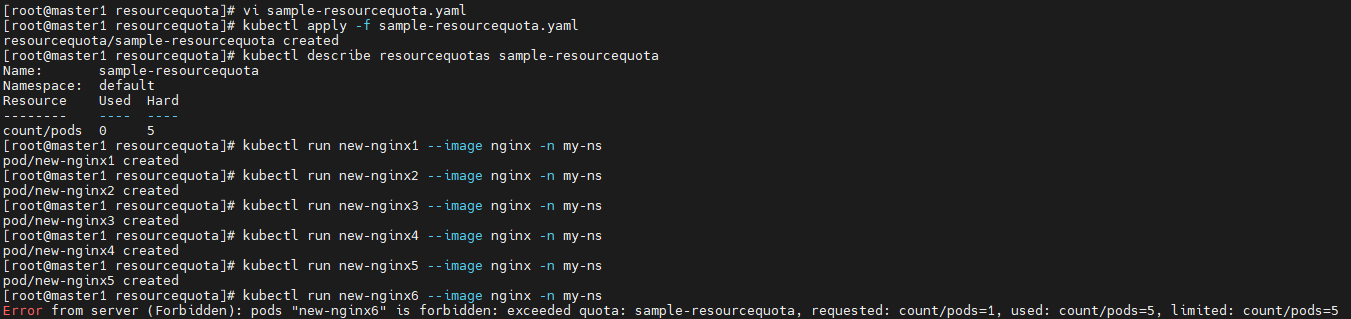 [root@master1 resourcequota]# vi sample-resourcequota.yaml
[root@master1 resourcequota]# kubectl apply -f sample-resourcequota.yaml
resourcequota/sample-resourcequota created
[root@master1 resourcequota]# kubectl describe resourcequotas sample-resourcequota
Name:       sample-resourcequota
Namespace:  default
Resource    Used  Hard
--------    ----  ----
count/pods  0     5
[root@master1 resourcequota]# kubectl run new-nginx1 --image nginx -n my-ns
pod/new-nginx1 created
[root@master1 resourcequota]# kubectl run new-nginx2 --image nginx -n my-ns
pod/new-nginx2 created
[root@master1 resourcequota]# kubectl run new-nginx3 --image nginx -n my-ns
pod/new-nginx3 created
[root@master1 resourcequota]# kubectl run new-nginx4 --image nginx -n my-ns
pod/new-nginx4 created
[root@master1 resourcequota]# kubectl run new-nginx5 --image nginx -n my-ns
pod/new-nginx5 created
[root@master1 resourcequota]# kubectl run new-nginx6 --image nginx -n my-ns
Error from server (Forbidden): pods "new-nginx6" is forbidden: exceeded quota: sample-resourcequota, requested: count/pods=1, used: count/pods=5, limited: count/pods=5